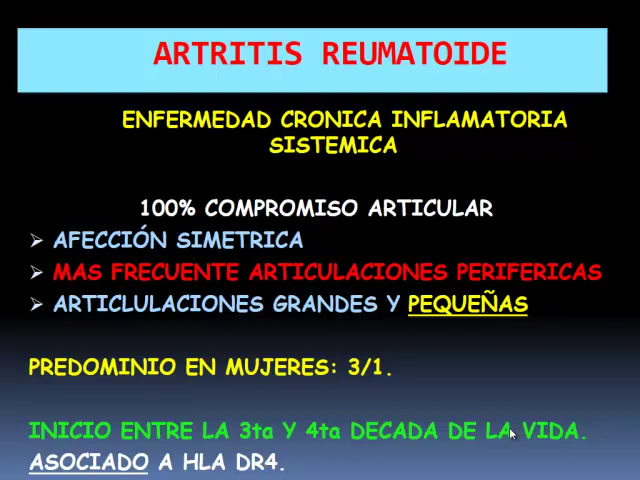 ARTRITIS REUMATOIDE
ENFERMEDAD CRONICA INFLAMATORIA
SISTEMICA
100% COMPROMISO ARTICULAR
AFECCIÓN SIMETRICA
MAS FRECUENTE ARTICULACIONES PERIFERICAS
ARTICLULACIONES GRANDES Y PEQUEÑAS
PREDOMINIO EN MUJERES: 3/1.
INICIO ENTRE LA 3ta Y 4ta DECADA DE LA VIDA.
ASOCIADO A HLA DR4.